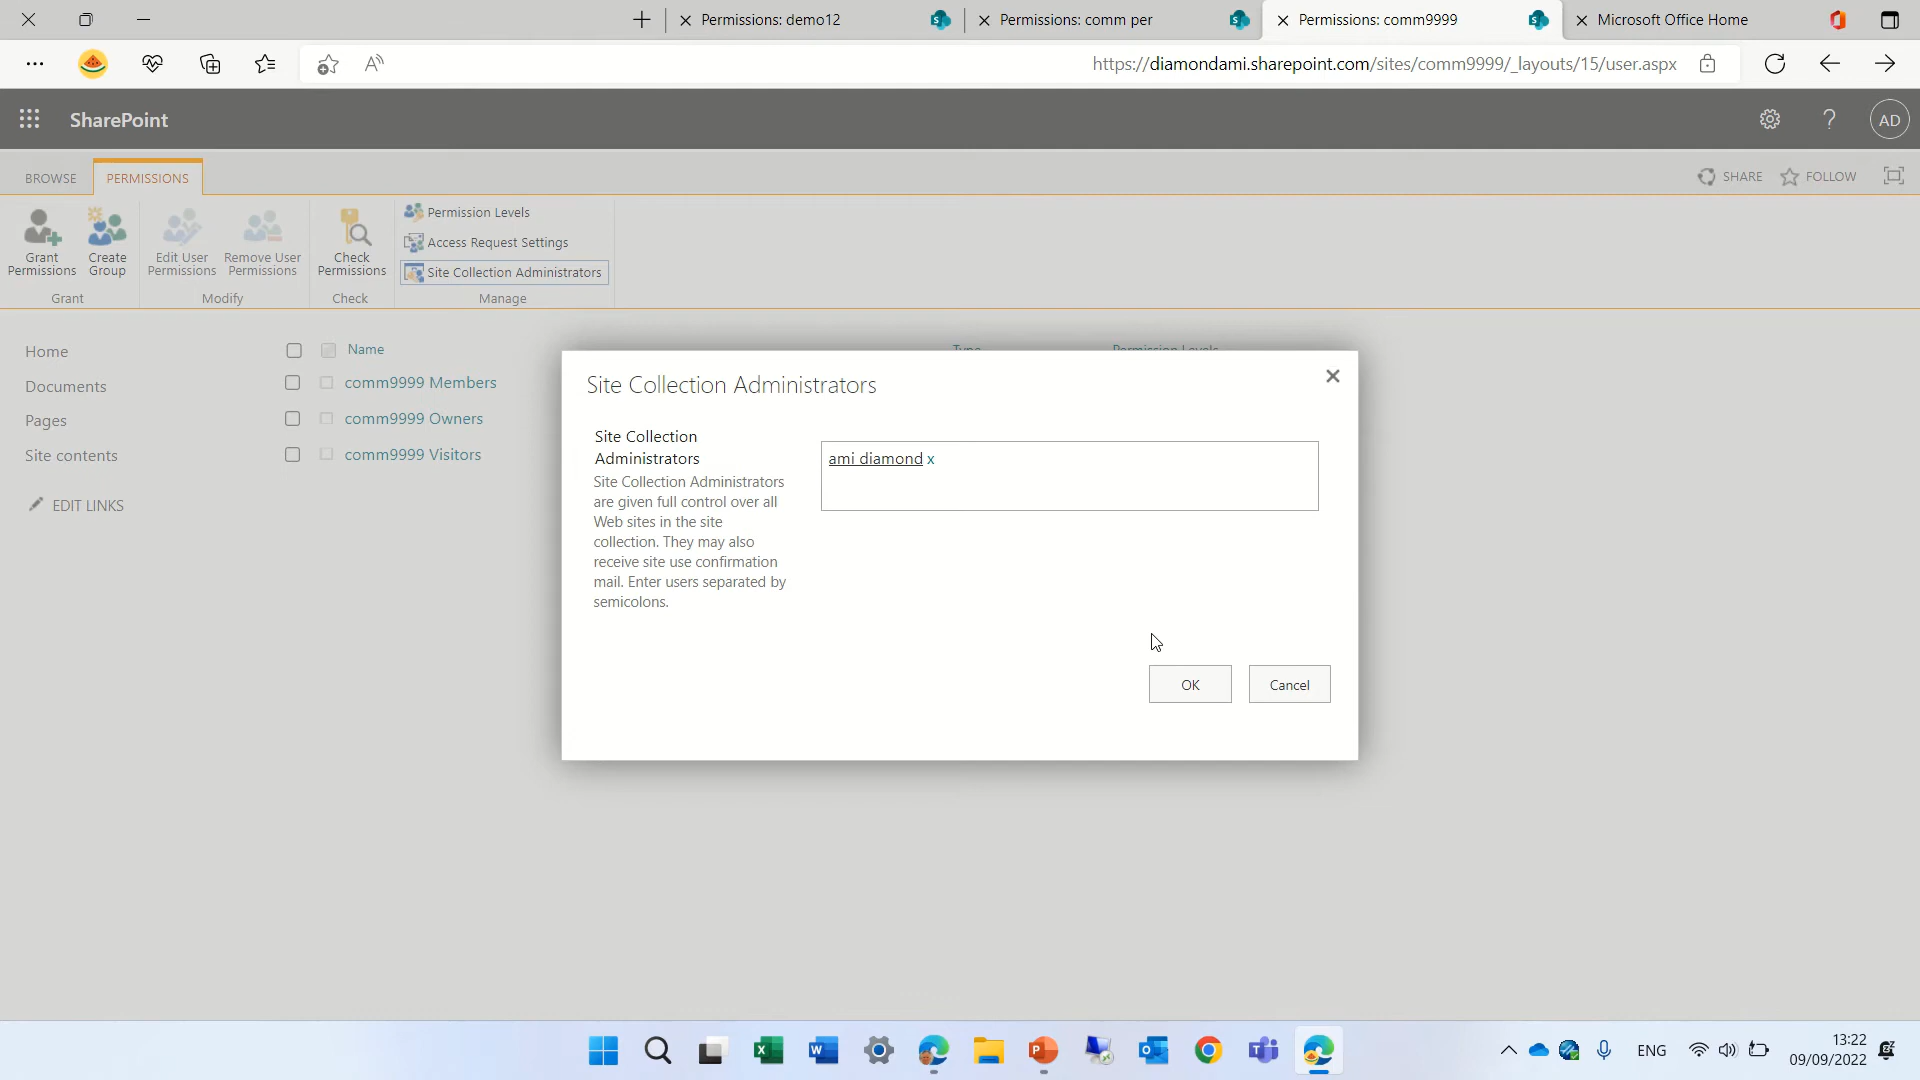 Permissions: demo12
Permissions: comm per
Permissions: comm9999
Microsoft Office Home
https://diamondami.sharepoint.com/sites/comm9999/_layouts/15/user.aspx
SharePoint
AD
BROWSE
PERMISSIONS
SHARE
FOLLOW
Grant Permissions
Create Group
Edit User Permissions
Remove User Permissions
Check Permissions
Permission Levels
Access Request Settings
Site Collection Administrators
Grant
Modify
Check
Manage
Home
Documents
Pages
Site contents
EDIT LINKS
Name
Type
Permission Levels
comm9999 Members
comm9999 Owners
comm9999 Visitors
Site Collection Administrators
Site Collection
Administrators
Site Collection Administrators
are given full control over all
Web sites in the site
collection. They may also
receive site use confirmation
mail. Enter users separated by
semicolons.
ami diamond x
OK
Cancel
ENG
13:22
09/09/2022